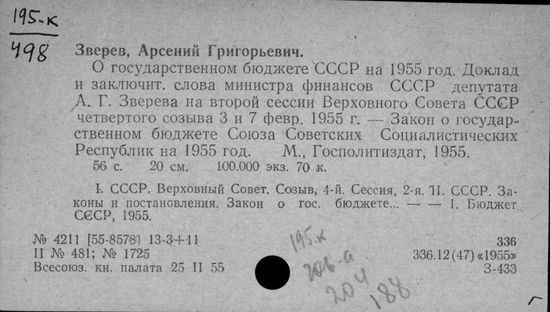 195-к
498
Зверев, Арсений Григорьевич.
О государственном бюджете СССР на 1955 год. Доклад
и заключит. слова министра финансов СССР депутата
А. Г. Зверева на второй сессии Верховного Совета СССР
четвертого созыва 3 и 7 февр. 1955 г. — Закон о государ-
ственном бюджете Союза Советских Социалистических
Республик на 1955 год. М., Госполитиздат, 1955.
56 с. 20 см. 100.000 экз. 70 к.
I. СССР. Верховный Совет. Созыв, 4-й. Сессия, 2-я. II. СССР. За-
коны и постановления. Закон о гос. бюджете... — — 1. Бюджет
СССР, 1955.
№ 4211 [55-8578] 13-3+11 336
II № 481; № 1725 336.12(47)«1955»
Всесоюз. кн. палата 25 II 55 З-433
195.к
204
188
г